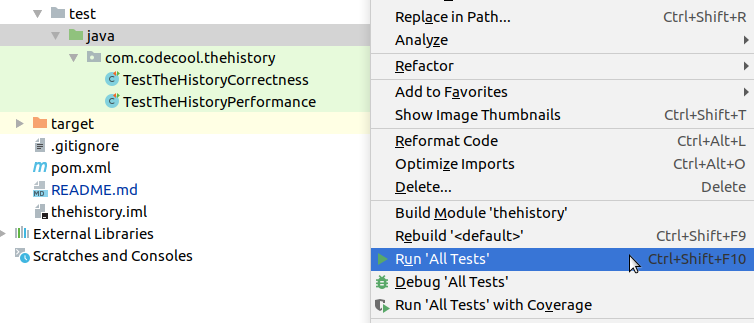 test
java
com.codecool.thehistory
TestTheHistoryCorrectness
TestTheHistoryPerformance
target
.gitignore
pom.xml
README.md
thehistory.iml
External Libraries
Scratches and Consoles
Replace in Path... Ctrl+Shift+R
Analyze
Refactor
Add to Favorites
Show Image Thumbnails Ctrl+Shift+T
Reformat Code Ctrl+Alt+L
Optimize Imports Ctrl+Alt+O
Delete... Delete
Build Module 'thehistory'
Rebuild '<default>' Ctrl+Shift+F9
Run 'All Tests' Ctrl+Shift+F10
Debug 'All Tests'
Run 'All Tests' with Coverage